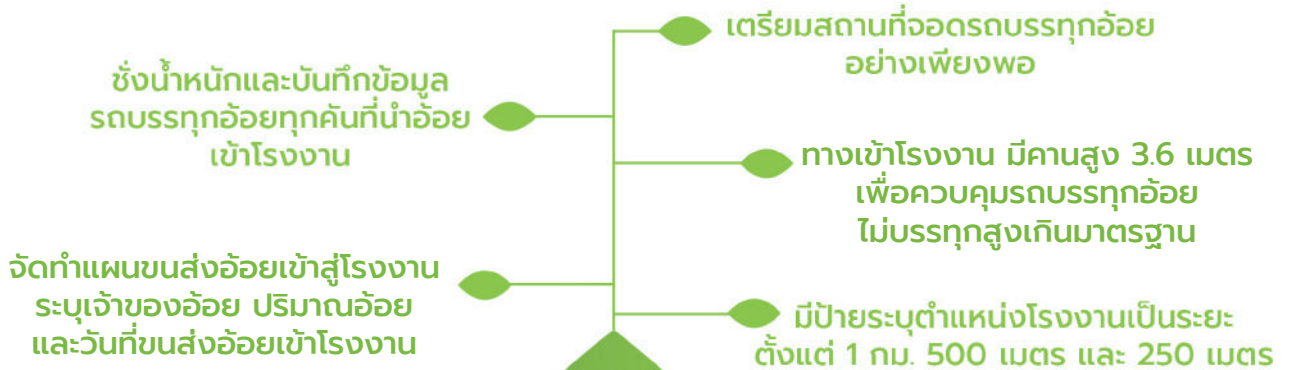 เตรียมสถานที่จอดรถบรรทุกอ้อย
อย่างเพียงพอ
ชั่งน้ำหนักและบันทึกข้อมูล
รถบรรทุกอ้อยทุกคันที่นำอ้อย
เข้าโรงงาน
ทางเข้าโรงงาน มีคานสูง 3.6 เมตร
เพื่อควบคุมรถบรรทุกอ้อย
ไม่บรรทุกสูงเกินมาตรฐาน
จัดทำแผนขนส่งอ้อยเข้าสู่โรงงาน
ระบุเจ้าของอ้อย ปริมาณอ้อย
และวันที่ขนส่งอ้อยเข้าโรงงาน
มีป้ายระบุตำแหน่งโรงงานเป็นระยะ
ตั้งแต่ 1 กม. 500 เมตร และ 250 เมตร